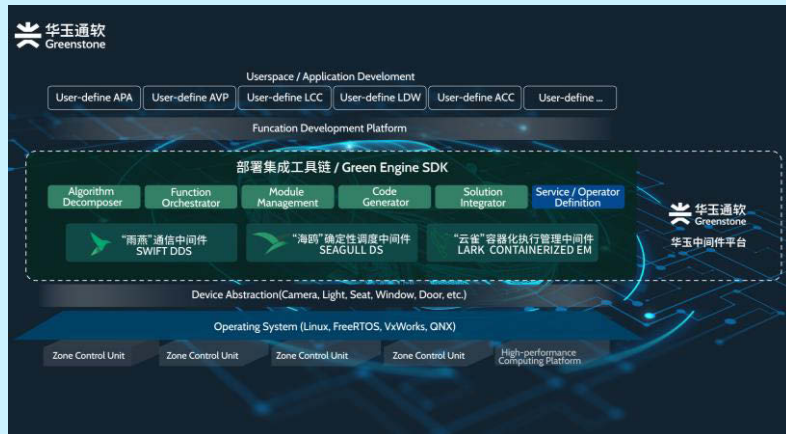 华玉通软
Greenstone
Userspace / Application Develoment
User-define APA
User-define AVP
User-define LCC
User-define LDW
User-define ACC
User-define ...
Funcation Development Platform
部署集成工具链 / Green Engine SDK
Algorithm
Decomposer
Function
Orchestrator
Module
Management
Code
Generator
Solution
Integrator
Service / Operator
Definition
“雨燕”通信中间件
SWIFT DDS
“海鸥”确定性调度中间件
SEAGULL DS
“云雀”容器化执行管理中间件
LARK CONTAINERIZED EM
华玉通软
Greenstone
华玉中间件平台
Device Abstraction(Camera, Light, Seat, Window, Door, etc.)
Operating System (Linux, FreeRTOS, VxWorks, QNX)
Zone Control Unit
Zone Control Unit
Zone Control Unit
Zone Control Unit
High-performance
Computing Platform